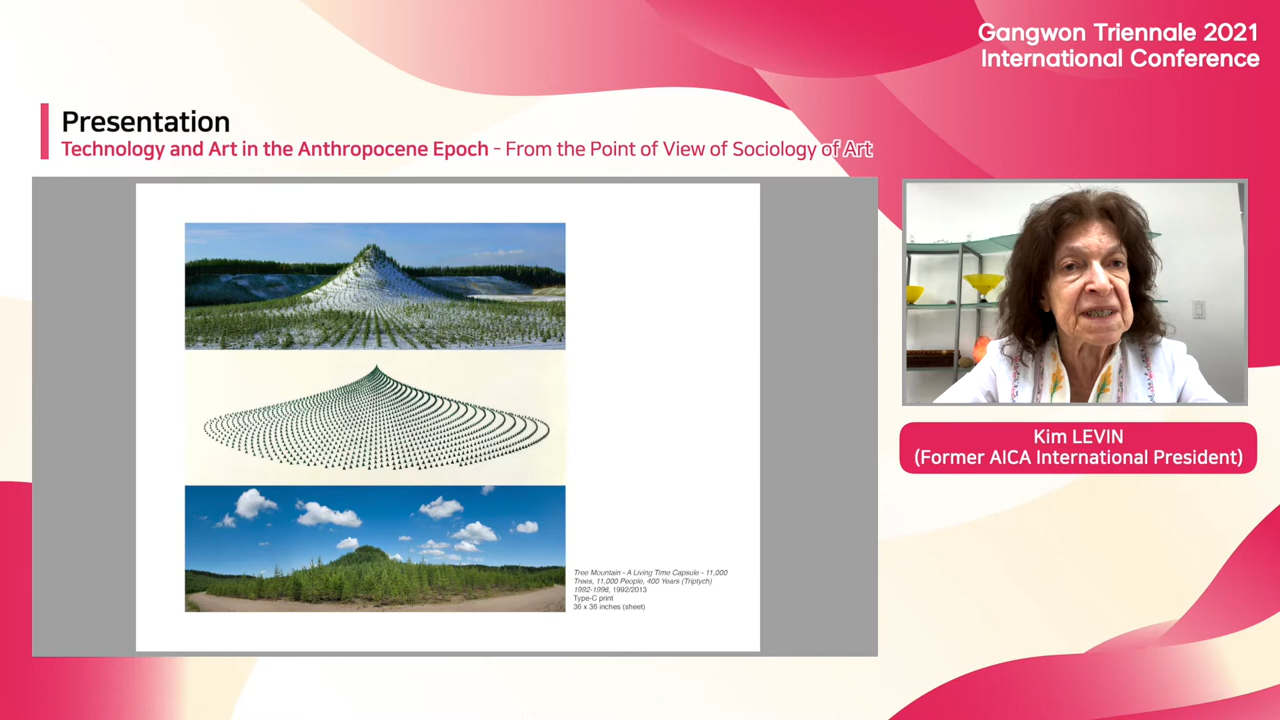 Gangwon Triennale 2021
International Conference
Presentation
Technology and Art in the Anthropocene Epoch - From the Point of View of Sociology of Art
Tree Mountain - A Living Time Capsule - 11,000
Trees, 11,000 People, 400 Years (Triptych)
1992-1996, 1992/2013
Type-C print
36 x 36 inches (sheet)
Kim LEVIN
(Former AICA International President)